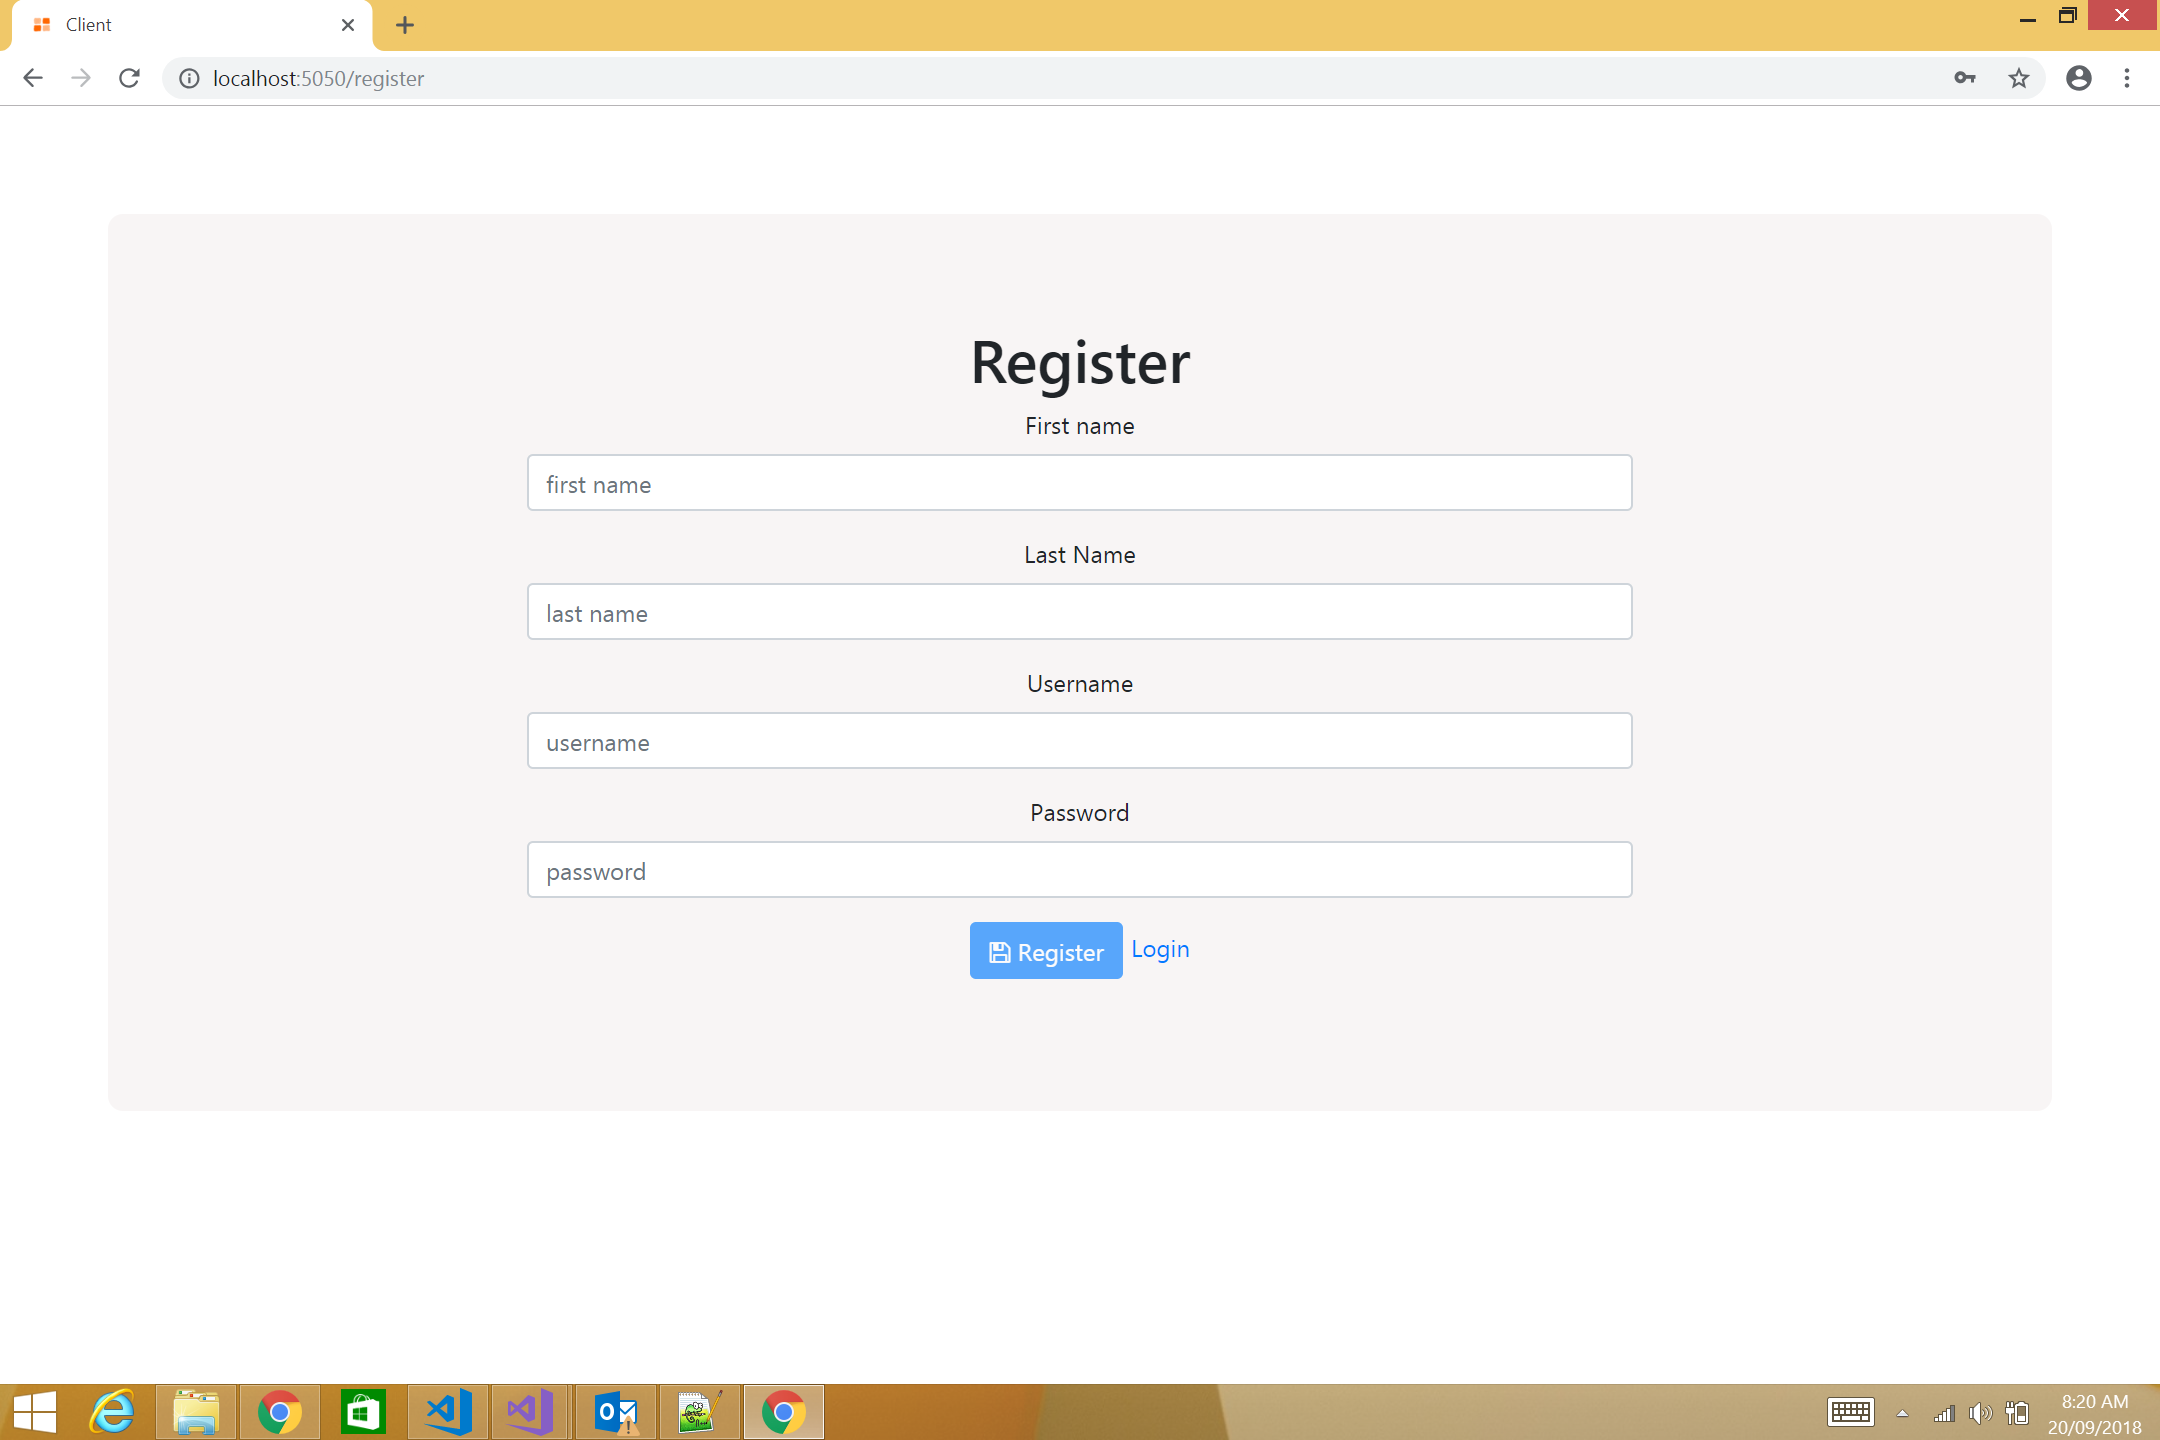 Client
localhost:5050/register
Register
First name
first name
Last Name
last name
Username
username
Password
password
Register Login
8:20 AM
20/09/2018